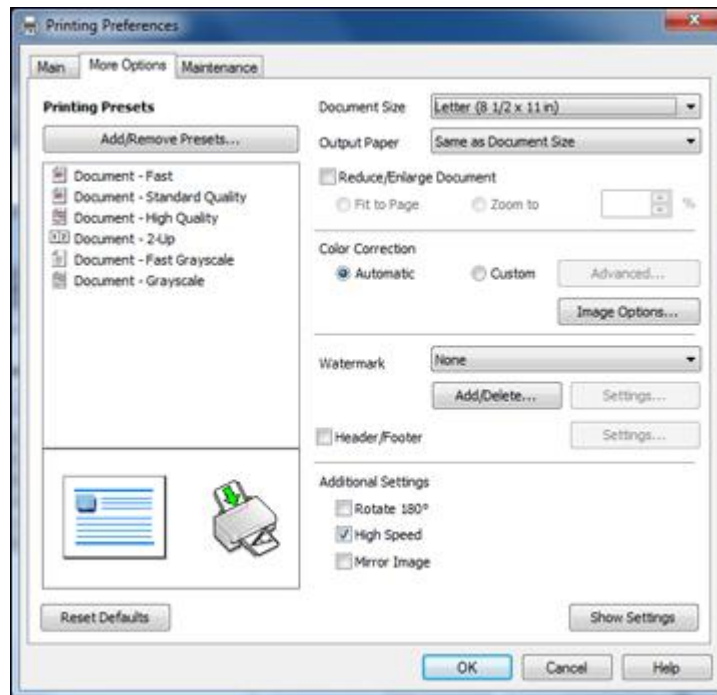 Printing Preferences
Main More Options Maintenance
Printing Presets
Add/Remove Presets...
Document - Fast
Document - Standard Quality
Document - High Quality
Document - 2-Up
Document - Fast Grayscale
Document - Grayscale
Reset Defaults
Document Size Letter (8 1/2 x 11 in)
Output Paper Same as Document Size
Reduce/Enlarge Document
Fit to Page Zoom to %
Color Correction
Automatic Custom Advanced...
Image Options...
Watermark None
Add/Delete... Settings...
Header/Footer Settings...
Additional Settings
Rotate 180°
High Speed
Mirror Image
Show Settings
OK Cancel Help